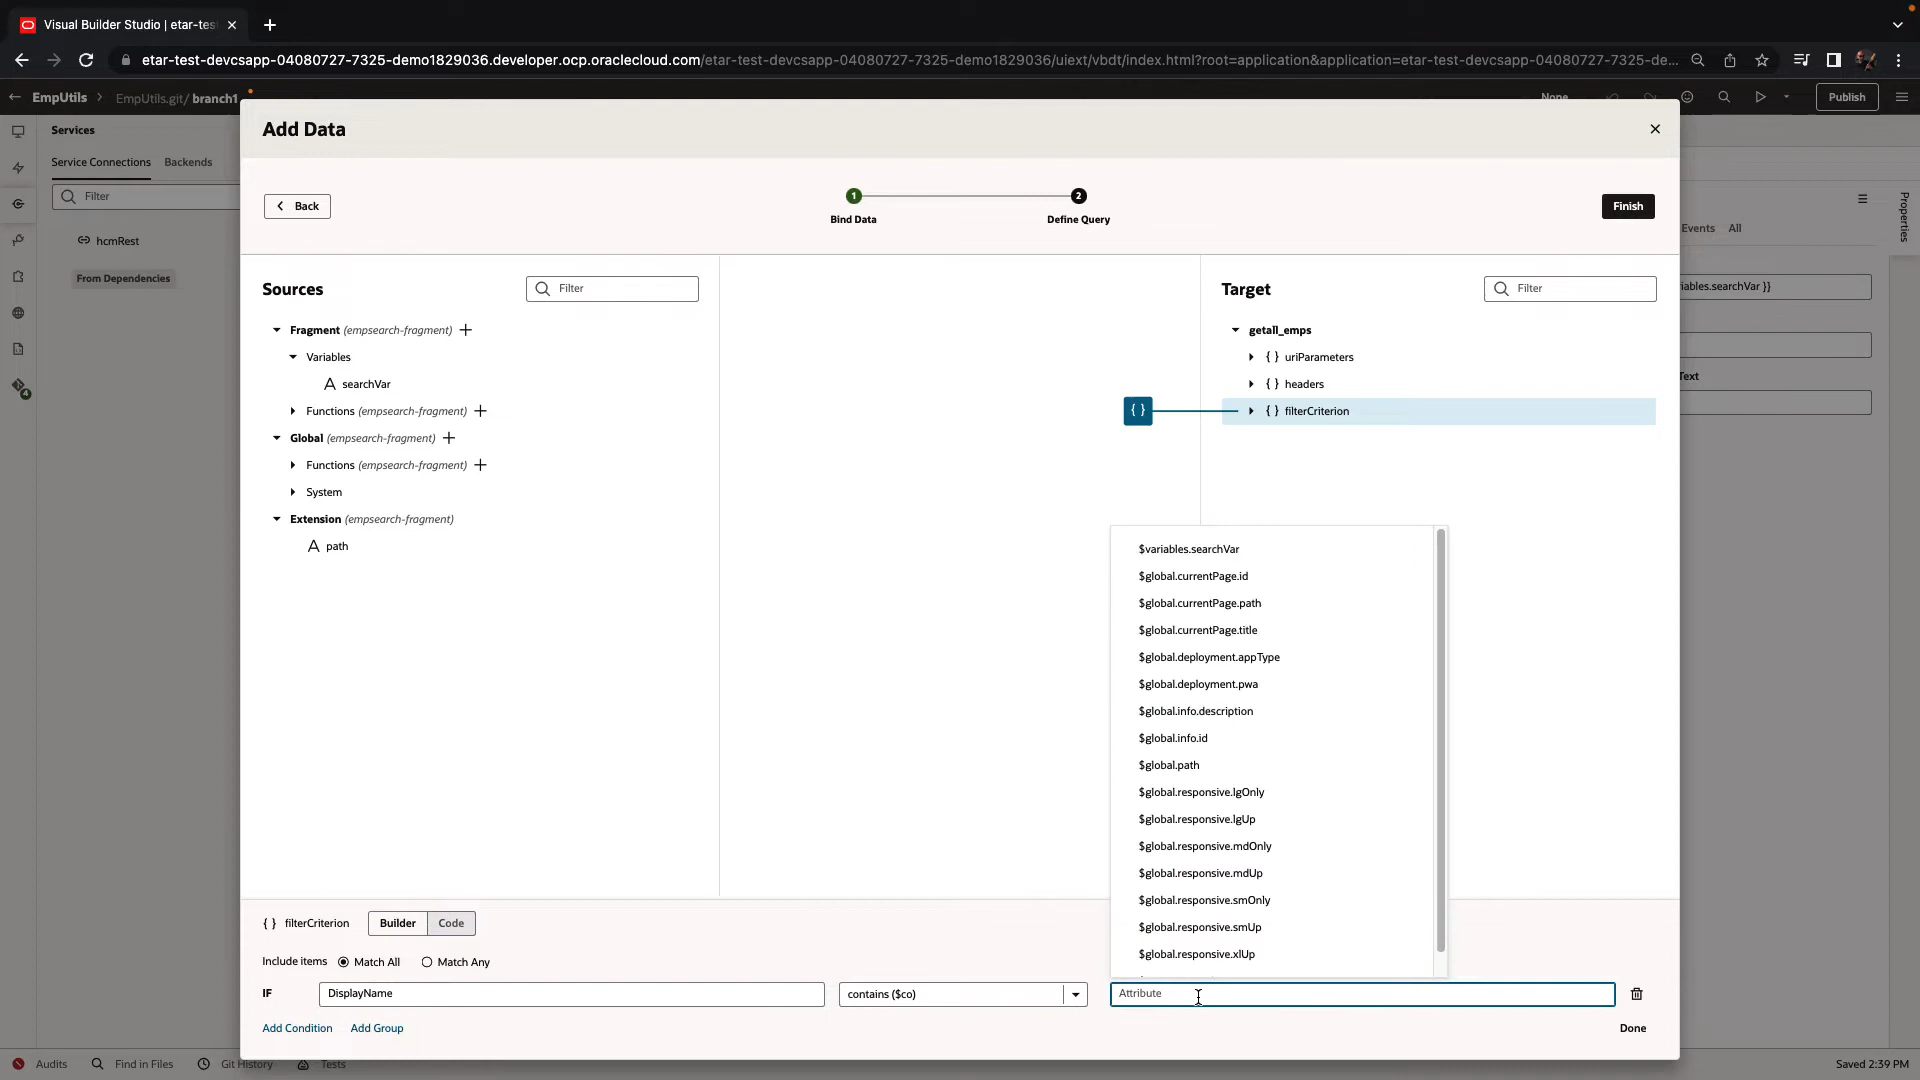 Visual Builder Studio | etar-tes
etar-test-devcsapp-04080727-7325-demo1829036.developer.ocp.oraclecloud.com/etar-test-devcsapp-04080727-7325-demo1829036/uiext/vbdt/index.html?root=application&application=etar-test-devcsapp-04080727-7325-de...
EmpUtils
EmpUtils.git/ branch1
None
Publish
Services
Service Connections Backends
Filter
hcmRest
From Dependencies
Add Data
Back
1
Bind Data
2
Define Query
Finish
Properties
Events All
iables.searchVar }}
Text
Sources
Filter
Fragment (empsearch-fragment)
Variables
A searchVar
Functions (empsearch-fragment)
Global (empsearch-fragment)
Functions (empsearch-fragment)
System
Extension (empsearch-fragment)
A path
Target
Filter
getall_emps
{ } uriParameters
{ } headers
{ }
{ } filterCriterion
$variables.searchVar
$global.currentPage.id
$global.currentPage.path
$global.currentPage.title
$global.deployment.appType
$global.deployment.pwa
$global.info.description
$global.info.id
$global.path
$global.responsive.lgOnly
$global.responsive.lgUp
$global.responsive.mdOnly
$global.responsive.mdUp
$global.responsive.smOnly
$global.responsive.smUp
$global.responsive.xlUp
{ } filterCriterion Builder Code
Include items Match All Match Any
IF DisplayName contains ($co) Attribute
Add Condition Add Group
Done
Audits Find in Files Git History Tests
Saved 2:39 PM
4